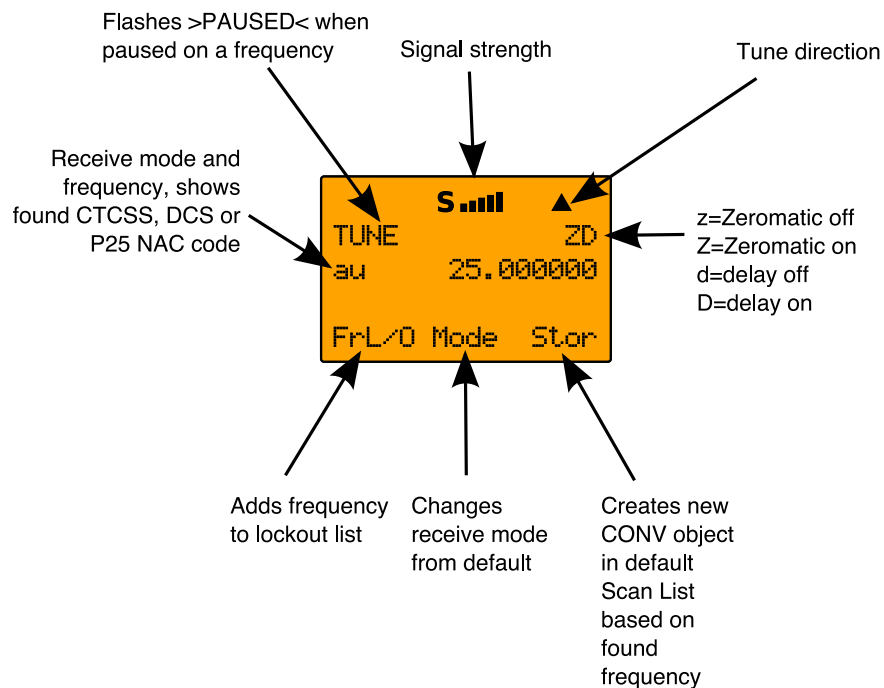 Flashes >PAUSED< when
paused on a frequency
Signal strength
Tune direction
Receive mode and
frequency, shows
found CTCSS, DCS or
P25 NAC code
S
TUNE ZD
au 25.000000
FrL/O Mode Stor
z=Zeromatic off
Z=Zeromatic on
d=delay off
D=delay on
Adds frequency
to lockout list
Changes
receive mode
from default
Creates new
CONV object
in default
Scan List
based on
found
frequency